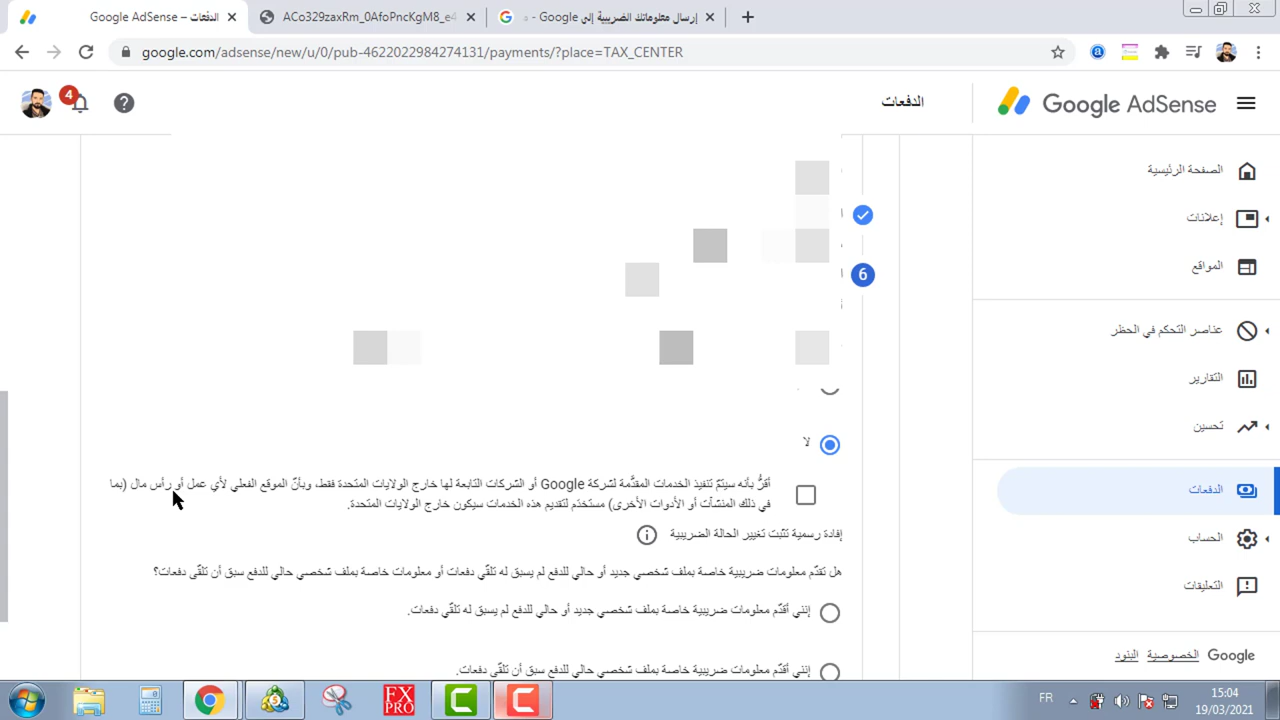 Google AdSense – الدفعات
ACo329zaxRm_0AfoPncKgM8_e4
إرسال معلوماتك الضريبية إلى Google -
google.com/adsense/new/u/0/pub-4622022984274131/payments/?place=TAX_CENTER
4
الدفعات
Google AdSense
الصفحة الرئيسية
إعلانات
المواقع
عناصر التحكم في الحظر
التقارير
تحسين
الدفعات
الحساب
التعليقات
Google الخصوصية البنود
6
لا
أقرُّ بأنه سيتمّ تنفيذ الخدمات المقدَّمة لشركة Google أو الشركات التابعة لها خارج الولايات المتحدة فقط، وبأنّ الموقع الفعلي لأي عمل أو رأس مال (بما
في ذلك المنشآت أو الأدوات الأخرى) مستخدَم لتقديم هذه الخدمات سيكون خارج الولايات المتحدة.
إفادة رسمية تثبت تغيير الحالة الضريبية
هل تقدّم معلومات ضريبية خاصة بملف شخصي جديد أو حالي للدفع لم يسبق له تلقّي دفعات أو معلومات خاصة بملف شخصي حالي للدفع سبق أن تلقّى دفعات؟
إنني أقدّم معلومات ضريبية خاصة بملف شخصي جديد أو حالي للدفع لم يسبق له تلقّي دفعات.
إنني أقدّم معلومات ضريبية خاصة بملف شخصي حالي للدفع سبق أن تلقّى دفعات.
FX
PRO
FR
15:04
19/03/2021